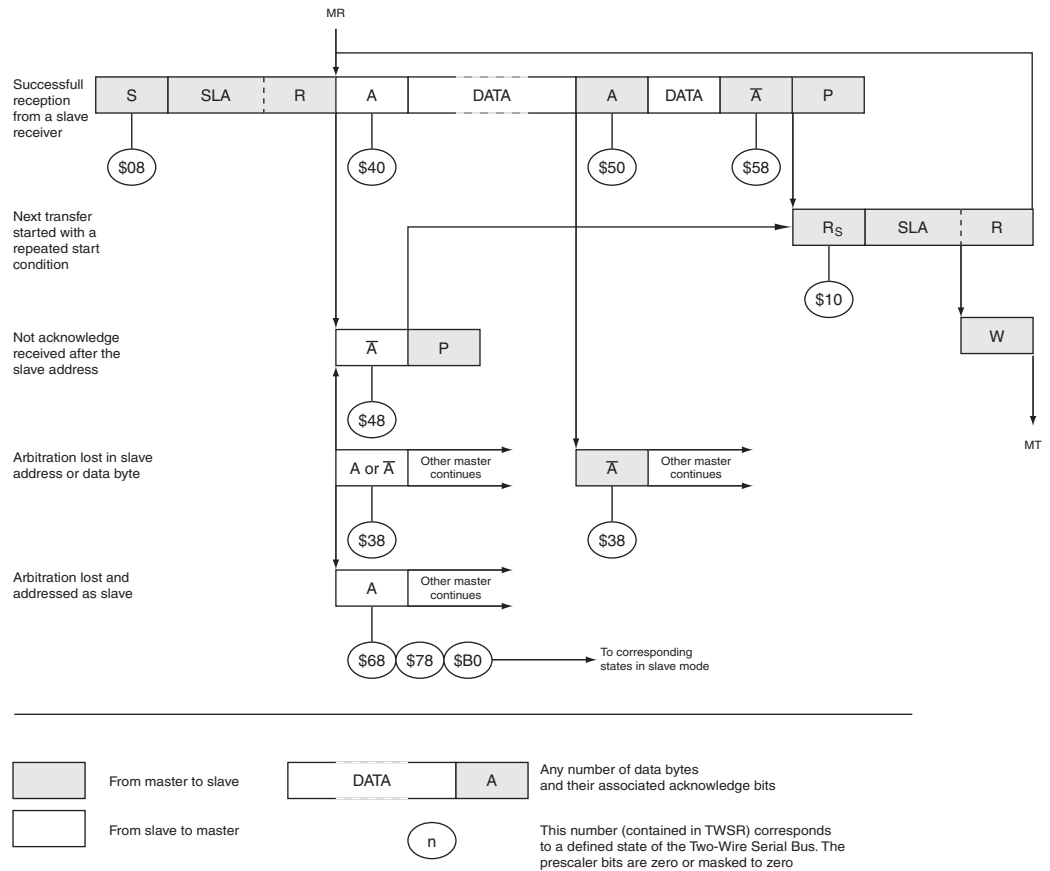 MR
Successfull
reception
from a slave
receiver
S SLA R A DATA A DATA A̅ P
$08 $40 $50 $58
Next transfer
started with a
repeated start
condition
RS SLA R
$10
Not acknowledge
received after the
slave address
A̅ P
W
$48
MT
Arbitration lost in slave
address or data byte
A or A̅ Other master
continues
A̅ Other master
continues
$38 $38
Arbitration lost and
addressed as slave
A Other master
continues
$68 $78 $B0 To corresponding
states in slave mode
From master to slave
DATA A Any number of data bytes
and their associated acknowledge bits
From slave to master
n This number (contained in TWSR) corresponds
to a defined state of the Two-Wire Serial Bus. The
prescaler bits are zero or masked to zero